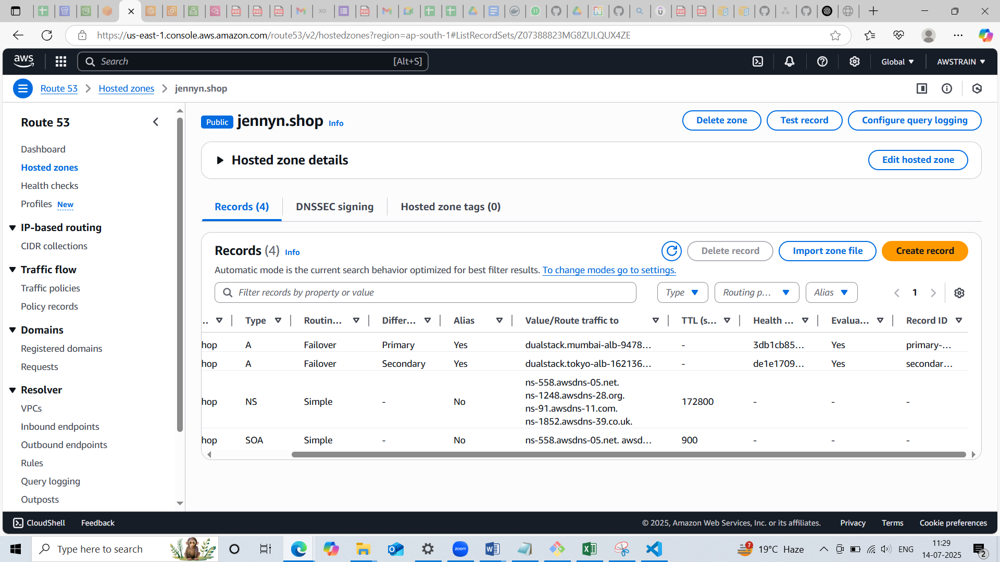 https://us-east-1.console.aws.amazon.com/route53/v2/hostedzones?region=ap-south-1#ListRecordSets/Z07388823MG8ZULQUX4ZE
aws
Search
[Alt+S]
Global
AWSTRAIN
Route 53
Hosted zones
jennyn.shop
Route 53
Dashboard
Hosted zones
Health checks
Profiles New
IP-based routing
CIDR collections
Traffic flow
Traffic policies
Policy records
Domains
Registered domains
Requests
Resolver
VPCs
Inbound endpoints
Outbound endpoints
Rules
Query logging
Outposts
Public jennyn.shop Info
Delete zone
Test record
Configure query logging
Hosted zone details
Edit hosted zone
Records (4)
DNSSEC signing
Hosted zone tags (0)
Records (4) Info
Delete record
Import zone file
Create record
Automatic mode is the current search behavior optimized for best filter results. To change modes go to settings.
Filter records by property or value
Type
Routing p...
Alias
1
.. Type Routin... Differ... Alias Value/Route traffic to TTL (s... Health ... Evalua... Record ID
hop A Failover Primary Yes dualstack.mumbai-alb-9478... - 3db1cb85... Yes primary-...
hop A Failover Secondary Yes dualstack.tokyo-alb-162136... - de1e1709... Yes secondar...
ns-558.awsdns-05.net.
ns-1248.awsdns-28.org.
hop NS Simple - No ns-91.awsdns-11.com. 172800 - - -
ns-1852.awsdns-39.co.uk.
hop SOA Simple - No ns-558.awsdns-05.net. awsd... 900 - - -
CloudShell
Feedback
© 2025, Amazon Web Services, Inc. or its affiliates.
Privacy
Terms
Cookie preferences
Type here to search
zoom
7
19°C Haze
ENG
11:29
14-07-2025
2